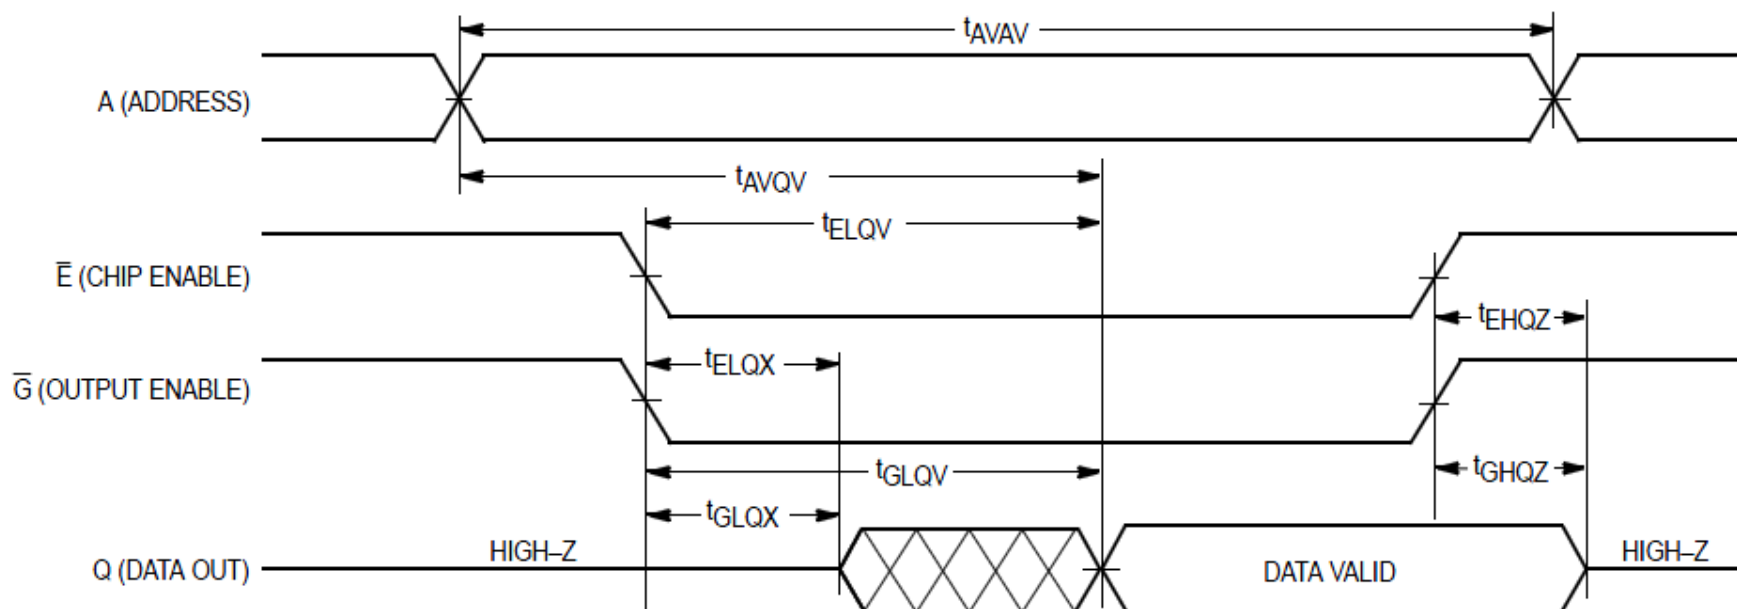 tAVAV
A (ADDRESS)
tAVQV
tELQV
E̅ (CHIP ENABLE)
tEHQZ
tELQX
G̅ (OUTPUT ENABLE)
tGLQV
tGHQZ
tGLQX
HIGH–Z
HIGH–Z
Q (DATA OUT)
DATA VALID